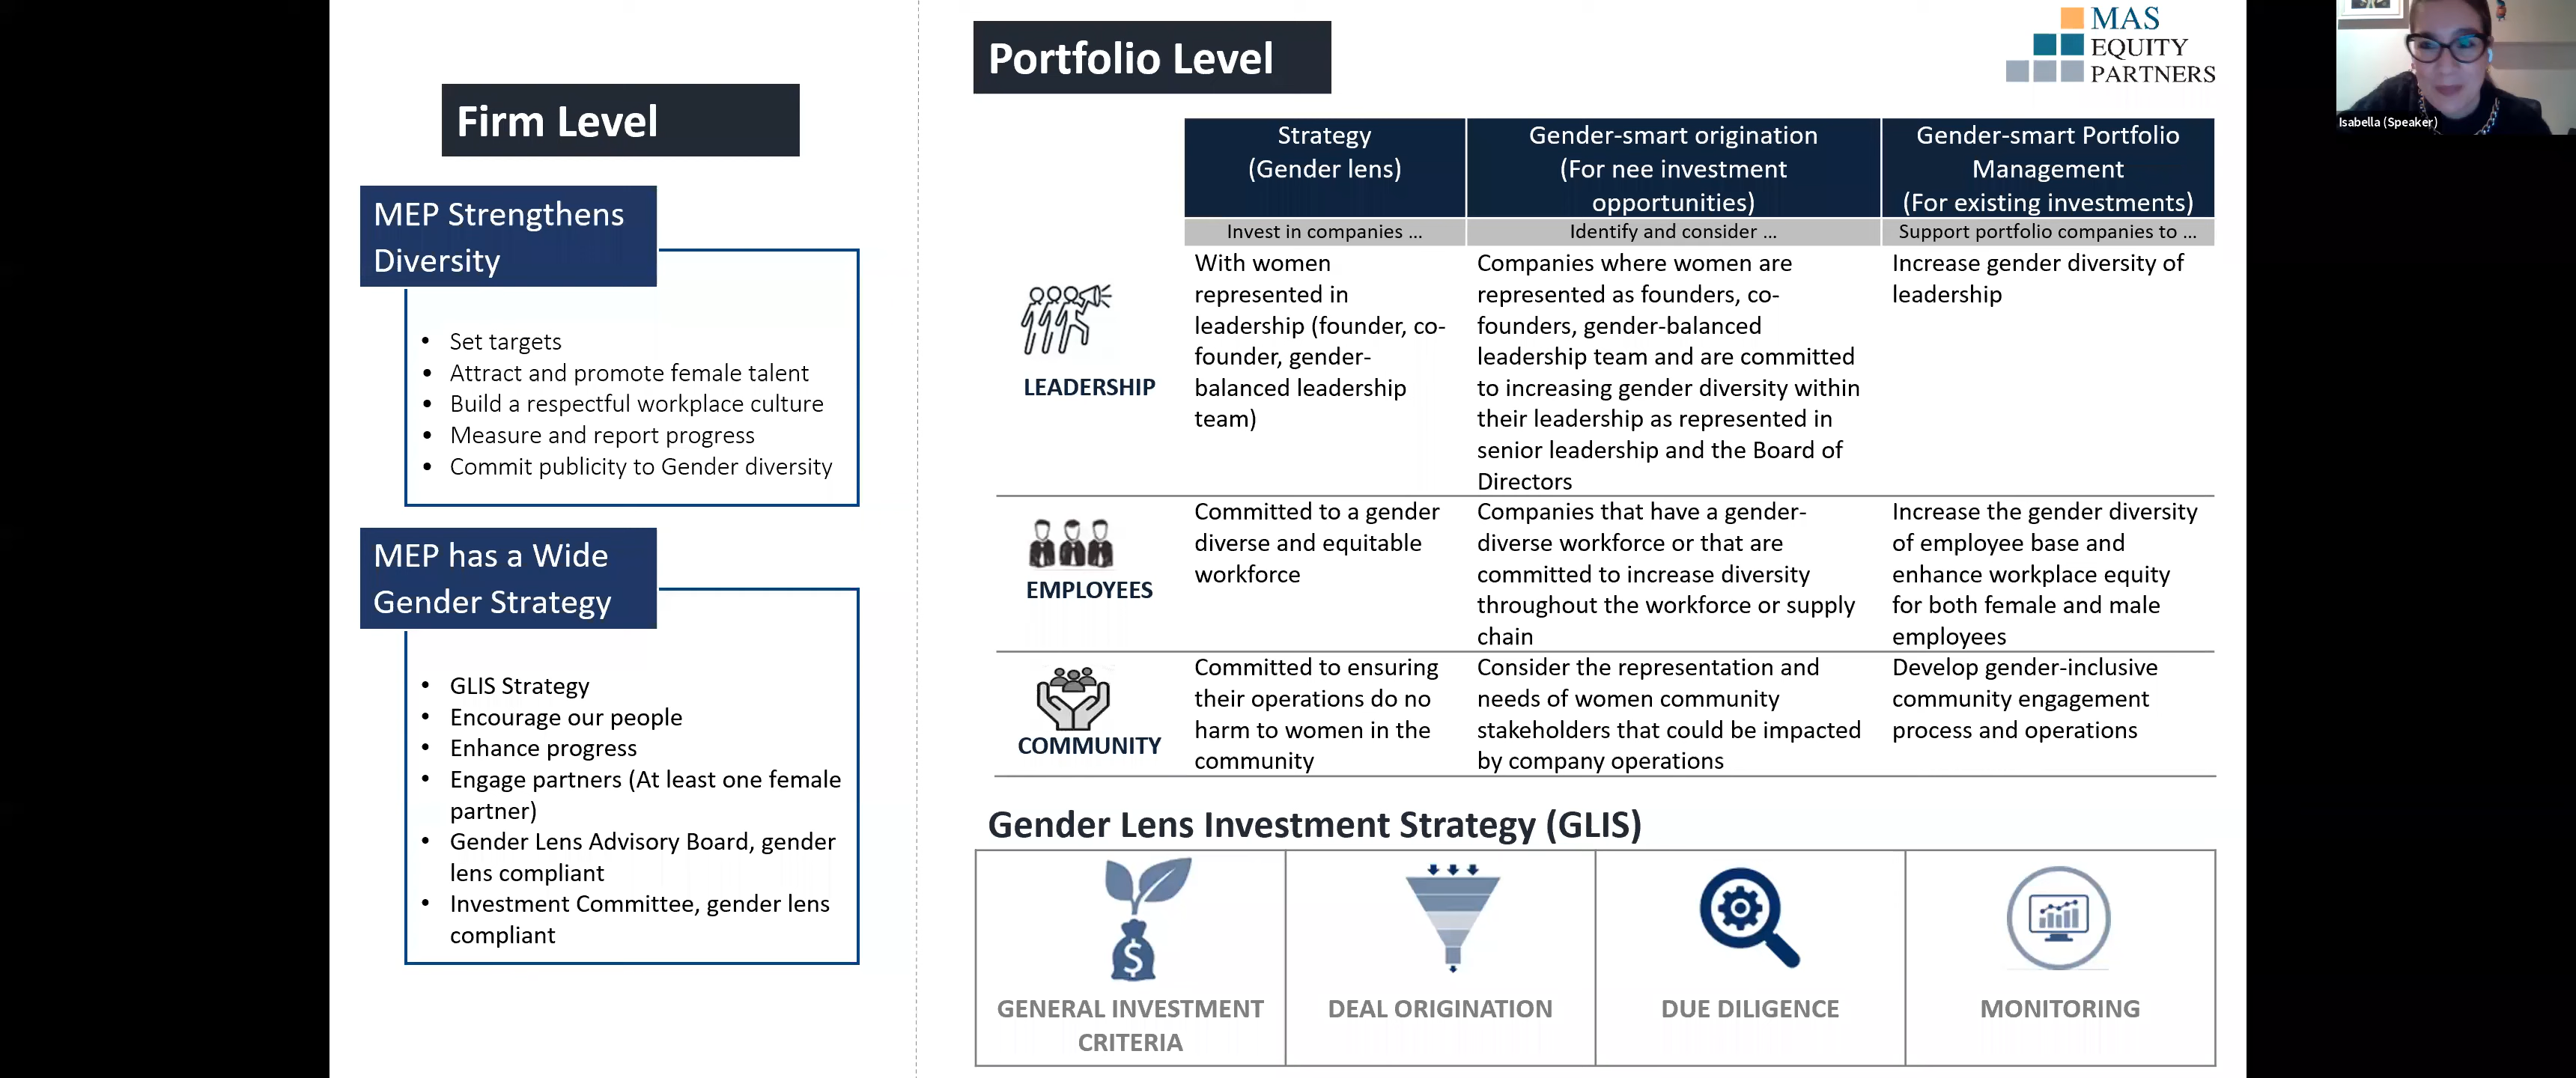 Firm Level
MEP Strengthens
Diversity
• Set targets
• Attract and promote female talent
• Build a respectful workplace culture
• Measure and report progress
• Commit publicity to Gender diversity
MEP has a Wide
Gender Strategy
• GLIS Strategy
• Encourage our people
• Enhance progress
• Engage partners (At least one female
partner)
• Gender Lens Advisory Board, gender
lens compliant
• Investment Committee, gender lens
compliant
Portfolio Level
MAS
EQUITY
PARTNERS
Strategy
(Gender lens)
Gender-smart origination
(For nee investment
opportunities)
Gender-smart Portfolio
Management
(For existing investments)
Invest in companies ...
Identify and consider ...
Support portfolio companies to ...
LEADERSHIP
With women
represented in
leadership (founder, co-
founder, gender-
balanced leadership
team)
Companies where women are
represented as founders, co-
founders, gender-balanced
leadership team and are committed
to increasing gender diversity within
their leadership as represented in
senior leadership and the Board of
Directors
Increase gender diversity of
leadership
EMPLOYEES
Committed to a gender
diverse and equitable
workforce
Companies that have a gender-
diverse workforce or that are
committed to increase diversity
throughout the workforce or supply
chain
Increase the gender diversity
of employee base and
enhance workplace equity
for both female and male
employees
COMMUNITY
Committed to ensuring
their operations do no
harm to women in the
community
Consider the representation and
needs of women community
stakeholders that could be impacted
by company operations
Develop gender-inclusive
community engagement
process and operations
Gender Lens Investment Strategy (GLIS)
$
GENERAL INVESTMENT
CRITERIA
DEAL ORIGINATION
DUE DILIGENCE
MONITORING
Isabella (Speaker)